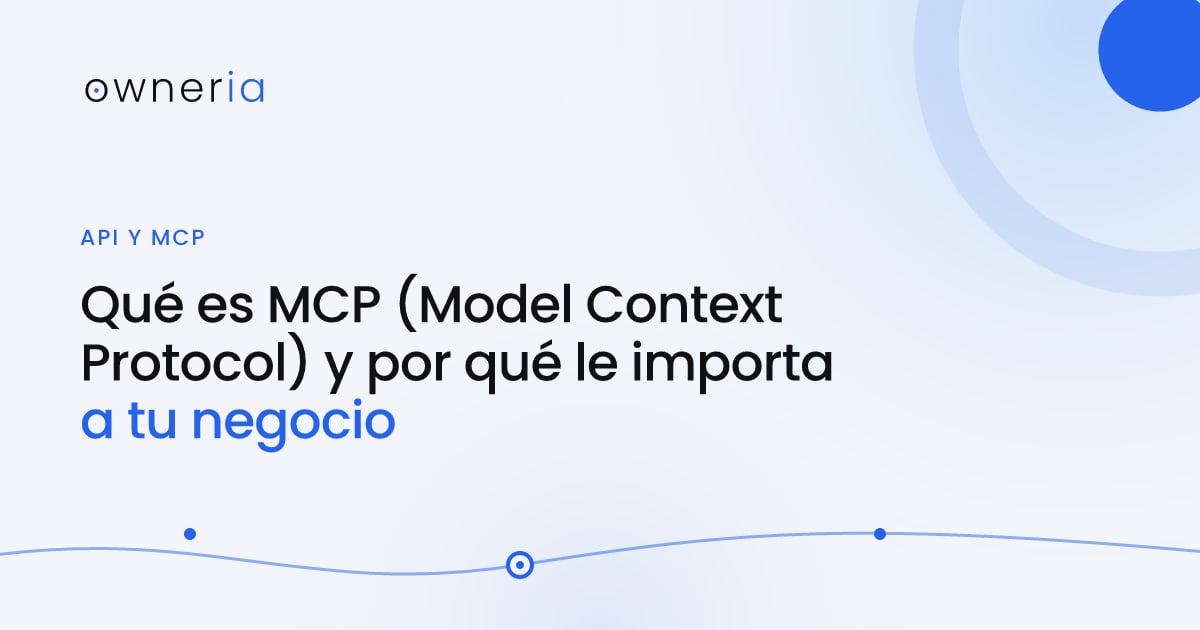 owneria
API Y MCP
Qué es MCP (Model Context
Protocol) y por qué le importa
a tu negocio